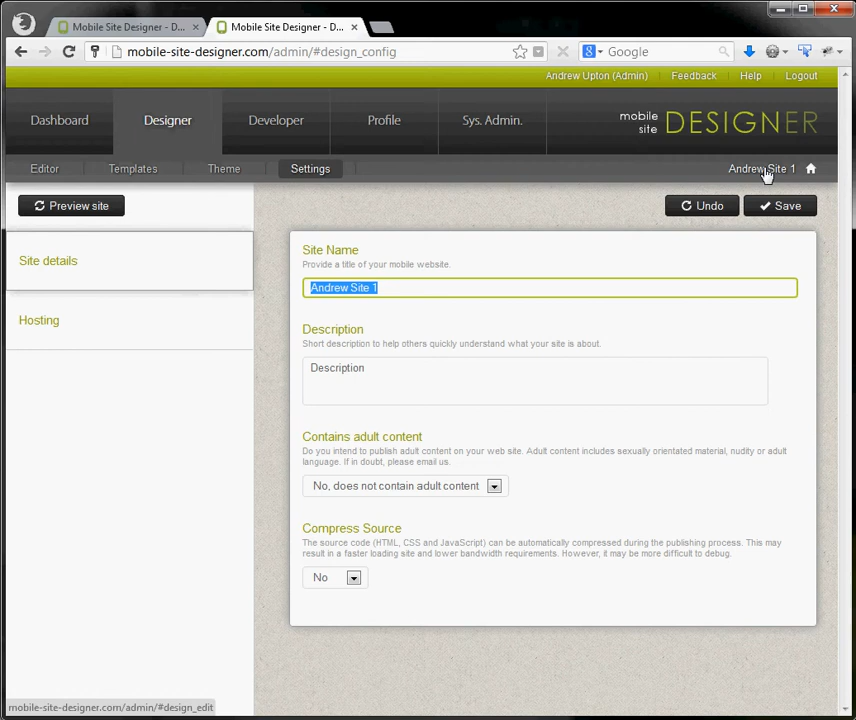 Mobile Site Designer - D...
Mobile Site Designer - D...
mobile-site-designer.com/admin/#design_config
Google
Andrew Upton (Admin)
Feedback
Help
Logout
Dashboard
Designer
Developer
Profile
Sys. Admin.
mobile
site
DESIGNER
Editor
Templates
Theme
Settings
Andrew Site 1
Preview site
Undo
Save
Site details
Hosting
Site Name
Provide a title of your mobile website.
Andrew Site 1
Description
Short description to help others quickly understand what your site is about.
Description
Contains adult content
Do you intend to publish adult content on your web site. Adult content includes sexually orientated material, nudity or adult
language. If in doubt, please email us.
No, does not contain adult content
Compress Source
The source code (HTML, CSS and JavaScript) can be automatically compressed during the publishing process. This may
result in a faster loading site and lower bandwidth requirements. However, it may be more difficult to debug.
No
mobile-site-designer.com/admin/#design_edit